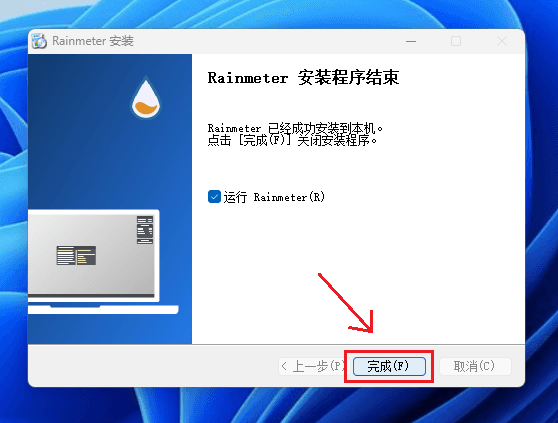 Rainmeter 安装
Rainmeter 安装程序结束
Rainmeter 已经成功安装到本机。
点击 [完成(F)] 关闭安装程序。
运行 Rainmeter(R)
< 上一步(P) 完成(F) 取消(C)